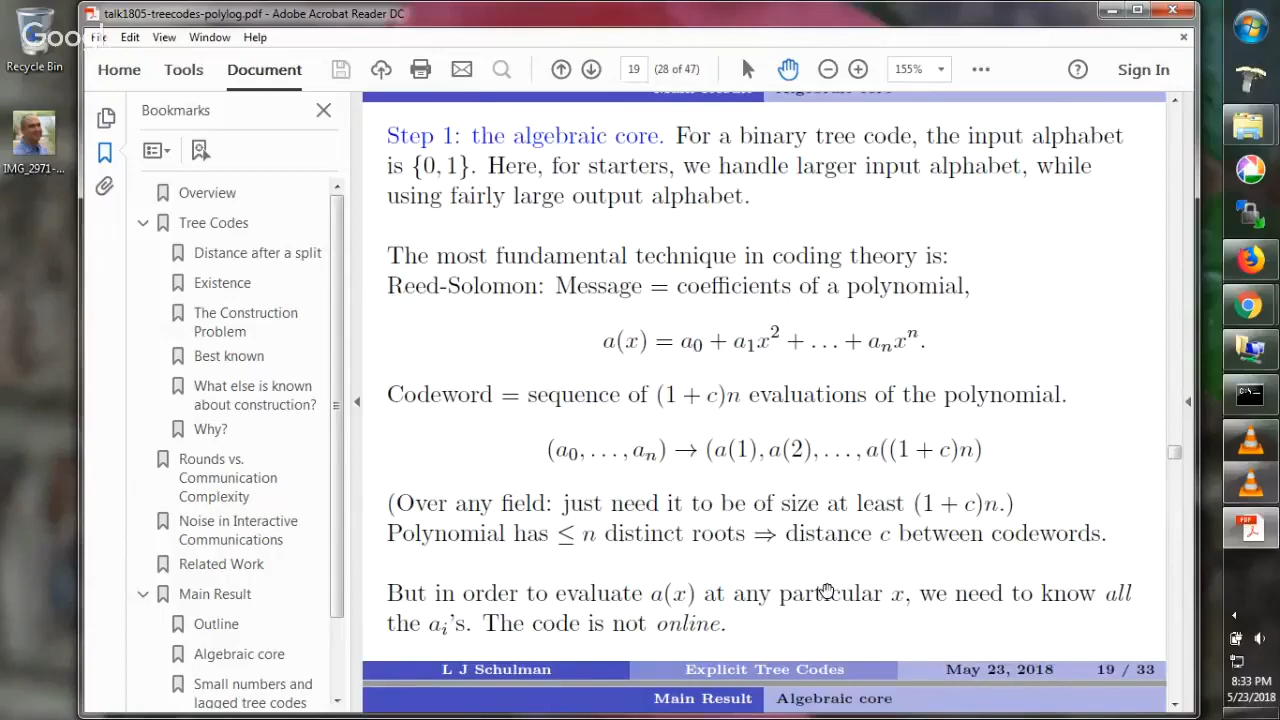 talk1805-treecodes-polylog.pdf - Adobe Acrobat Reader DC
Edit View Window Help
Home Tools Document 19 (28 of 47) 155% Sign In
Recycle Bin
IMG_2971-...
Bookmarks
Overview
Tree Codes
Distance after a split
Existence
The Construction
Problem
Best known
What else is known
about construction?
Why?
Rounds vs.
Communication
Complexity
Noise in Interactive
Communications
Related Work
Main Result
Outline
Algebraic core
Small numbers and
lagged tree codes
Main Result Algebraic core
Step 1: the algebraic core. For a binary tree code, the input alphabet
is {0, 1}. Here, for starters, we handle larger input alphabet, while
using fairly large output alphabet.
The most fundamental technique in coding theory is:
Reed-Solomon: Message = coefficients of a polynomial,
a(x) = a₀ + a₁x² + . . . + aₙxⁿ.
Codeword = sequence of (1 + c)n evaluations of the polynomial.
(a₀, . . . , aₙ) → (a(1), a(2), . . . , a((1 + c)n)
(Over any field: just need it to be of size at least (1 + c)n.)
Polynomial has ≤ n distinct roots ⇒ distance c between codewords.
But in order to evaluate a(x) at any particular x, we need to know all
the aᵢ's. The code is not online.
L J Schulman Explicit Tree Codes May 23, 2018 19 / 33
Main Result Algebraic core
8:33 PM
5/23/2018